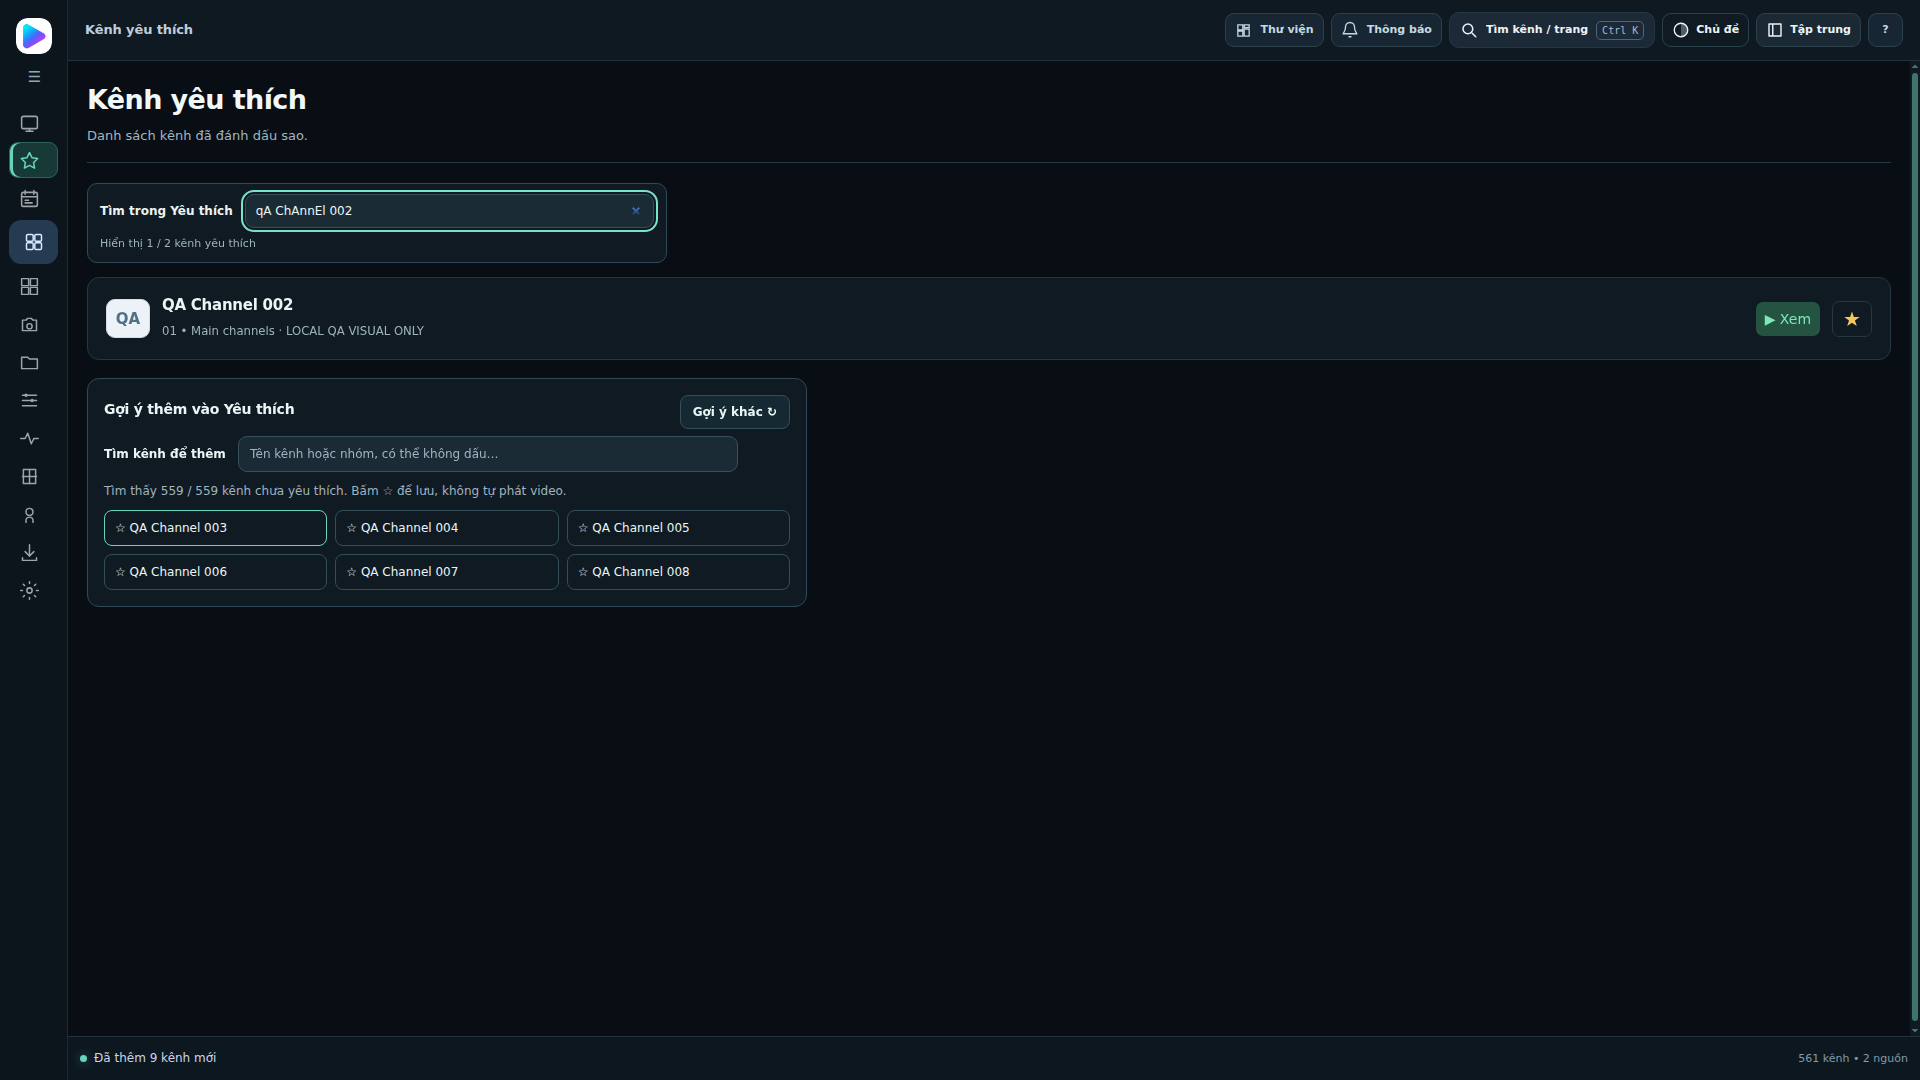 Kênh yêu thích
Thư viện
Thông báo
Tìm kênh / trang Ctrl K
Chủ đề
Tập trung
?
Kênh yêu thích
Danh sách kênh đã đánh dấu sao.
Tìm trong Yêu thích qA ChAnnEl 002
Hiển thị 1 / 2 kênh yêu thích
QA
QA Channel 002
01 • Main channels · LOCAL QA VISUAL ONLY
▶ Xem
★
Gợi ý thêm vào Yêu thích
Gợi ý khác ↻
Tìm kênh để thêm Tên kênh hoặc nhóm, có thể không dấu...
Tìm thấy 559 / 559 kênh chưa yêu thích. Bấm ☆ để lưu, không tự phát video.
☆ QA Channel 003 ☆ QA Channel 004 ☆ QA Channel 005
☆ QA Channel 006 ☆ QA Channel 007 ☆ QA Channel 008
Đã thêm 9 kênh mới
561 kênh • 2 nguồn